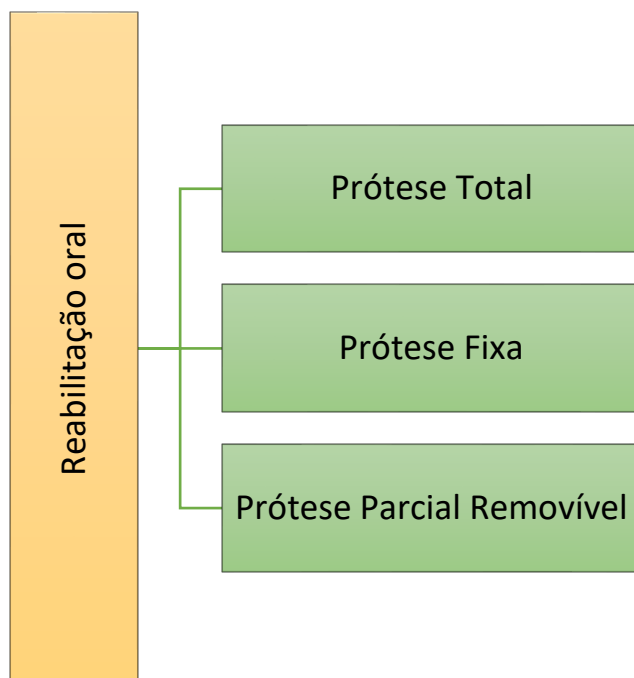 Reabilitação oral
Prótese Total
Prótese Fixa
Prótese Parcial Removível